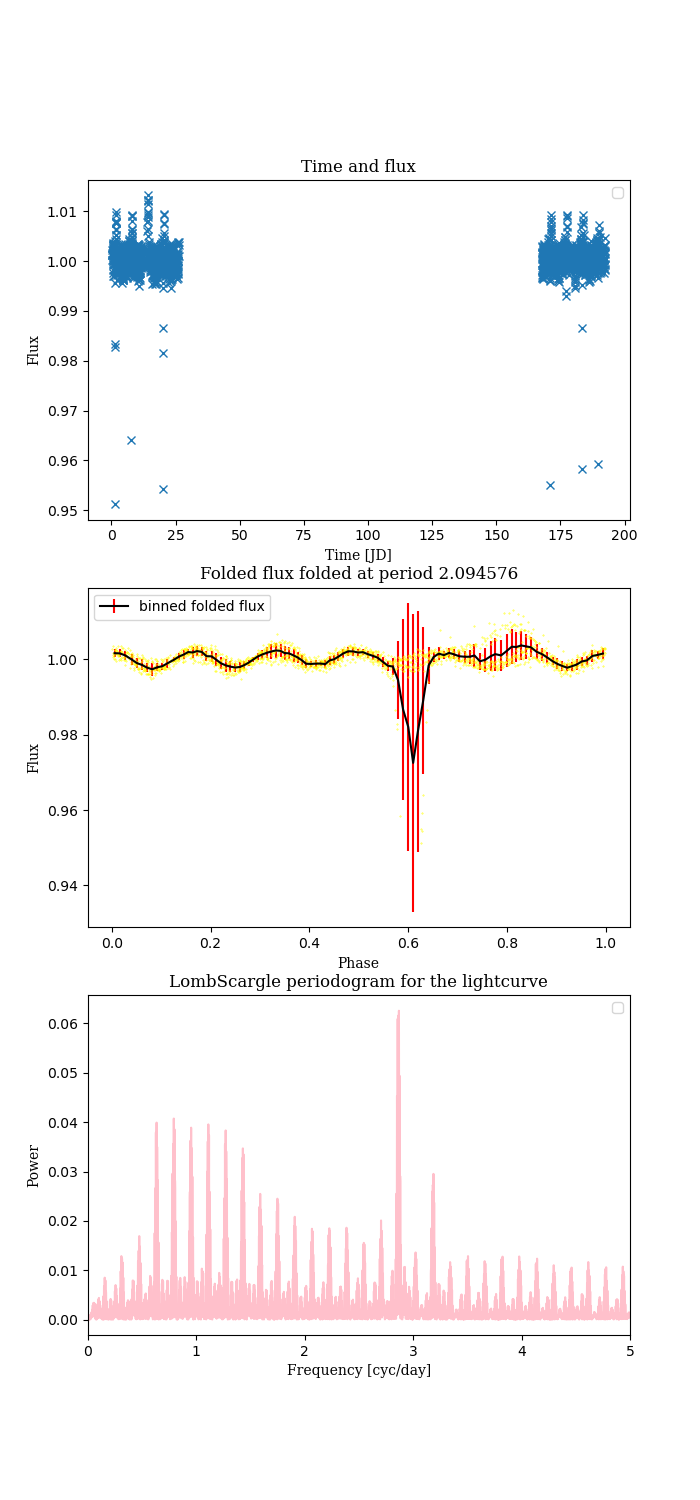 Time and flux
1.01
1.00
0.99
0.98
0.97
0.96
0.95
Flux
0 25 50 75 100 125 150 175 200
Time [JD]
Folded flux folded at period 2.094576
binned folded flux
1.00
0.98
0.96
0.94
Flux
0.0 0.2 0.4 0.6 0.8 1.0
Phase
LombScargle periodogram for the lightcurve
0.06
0.05
0.04
0.03
0.02
0.01
0.00
Power
0 1 2 3 4 5
Frequency [cyc/day]